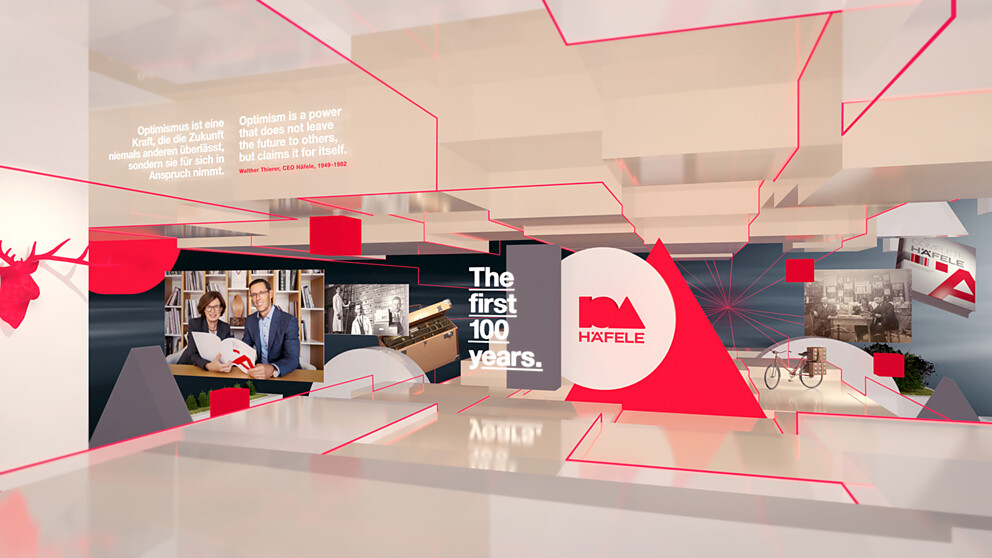 Optimismus ist eine
Kraft, die die Zukunft
niemals anderen überlässt,
sondern sie für sich in
Anspruch nimmt.
Optimism is a power
that does not leave
the future to others,
but claims it for itself.
Walther Thierer, CEO Häfele, 1949–1902
The
first
100
years.
HÄFELE
HÄFELE